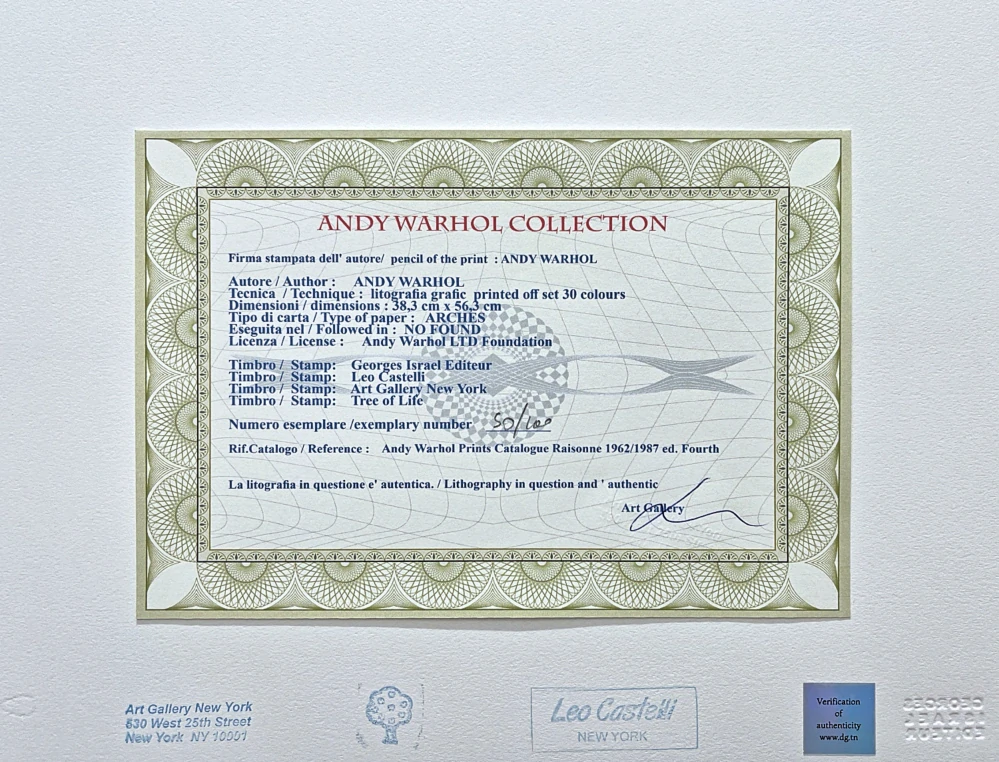 ANDY WARHOL COLLECTION
Firma stampata dell' autore/ pencil of the print : ANDY WARHOL
Autore / Author : ANDY WARHOL
Tecnica / Technique : litografia grafic printed off set 30 colours
Dimensioni / dimensions : 38,3 cm x 56,3 cm
Tipo di carta / Type of paper : ARCHES
Eseguita nel / Followed in : NO FOUND
Licenza / License : Andy Warhol LTD Foundation
Timbro / Stamp: Georges Israel Editeur
Timbro / Stamp: Leo Castelli
Timbro / Stamp: Art Gallery New York
Timbro / Stamp: Tree of Life
Numero esemplare /exemplary number 50/100
Rif.Catalogo / Reference : Andy Warhol Prints Catalogue Raisonne 1962/1987 ed. Fourth
La litografia in questione e' autentica. / Lithography in question and ' authentic
Art Gallery
Art Gallery New York
530 West 25th Street
New York NY 10001
Leo Castelli
NEW YORK
Verification
of
authenticity
www.dg.tn
GEORGES
ISRAEL
EDITEUR